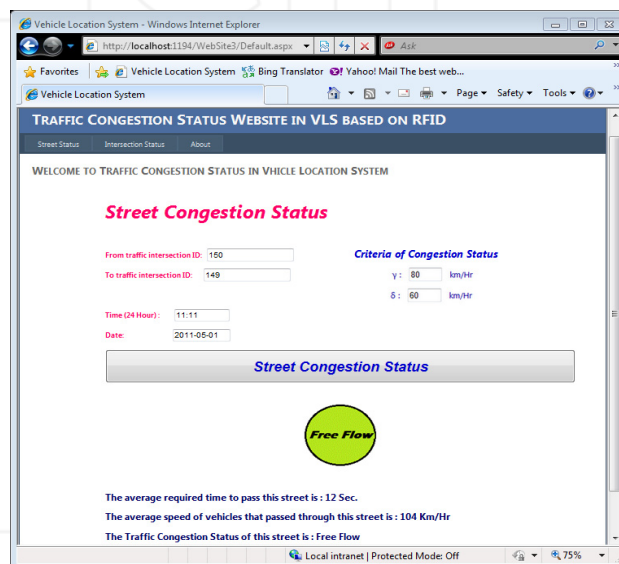 Vehicle Location System - Windows Internet Explorer
http://localhost:1194/WebSite3/Default.aspx
Ask
Favorites Vehicle Location System Bing Translator Yahoo! Mail The best web...
Vehicle Location System
Page Safety Tools
TRAFFIC CONGESTION STATUS WEBSITE IN VLS BASED ON RFID
Street Status Intersection Status About
WELCOME TO TRAFFIC CONGESTION STATUS IN VHICLE LOCATION SYSTEM
Street Congestion Status
From traffic intersection ID: 150
Criteria of Congestion Status
To traffic intersection ID: 149
γ : 80 km/Hr
δ : 60 km/Hr
Time (24 Hour) : 11:11
Date: 2011-05-01
Street Congestion Status
Free Flow
The average required time to pass this street is : 12 Sec.
The average speed of vehicles that passed through this street is : 104 Km/Hr
The Traffic Congestion Status of this street is : Free Flow
Local intranet | Protected Mode: Off
75%